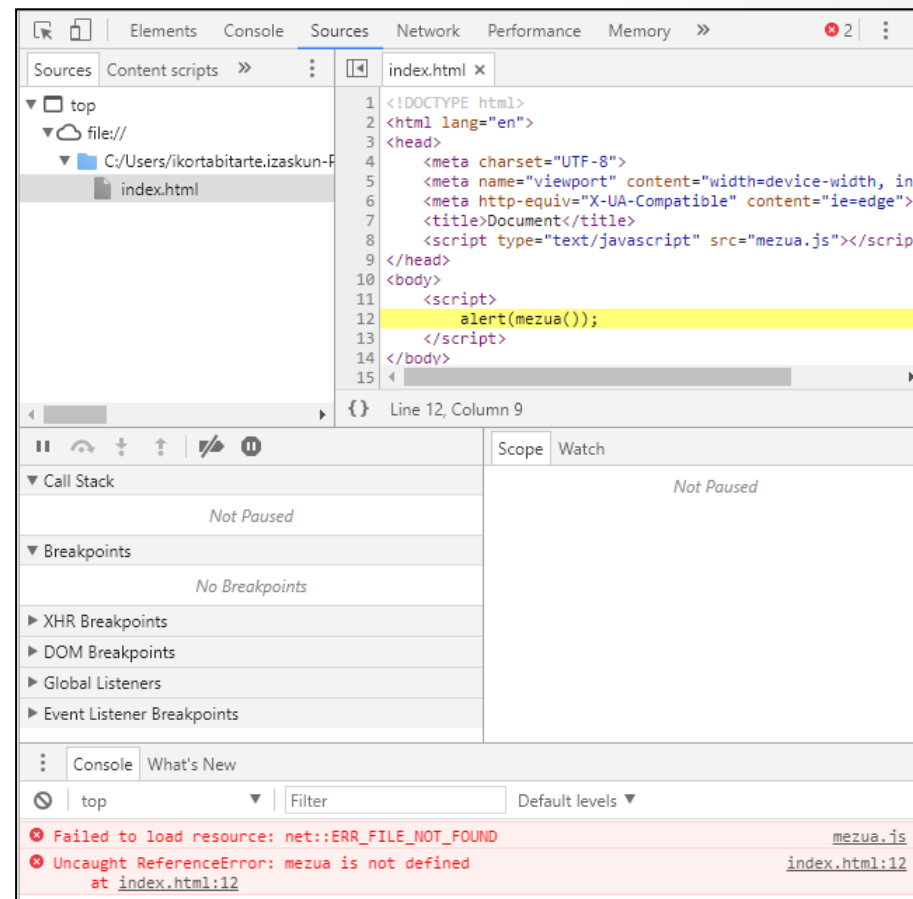 Elements Console Sources Network Performance Memory » 2
Sources Content scripts »
index.html ×
top
file://
C:/Users/ikortabitarte.izaskun-P
index.html
1 <!DOCTYPE html>
2 <html lang="en">
3 <head>
4 <meta charset="UTF-8">
5 <meta name="viewport" content="width=device-width, in
6 <meta http-equiv="X-UA-Compatible" content="ie=edge">
7 <title>Document</title>
8 <script type="text/javascript" src="mezua.js"></scrip
9 </head>
10 <body>
11 <script>
12 alert(mezua());
13 </script>
14 </body>
15
{} Line 12, Column 9
Call Stack
Not Paused
Breakpoints
No Breakpoints
XHR Breakpoints
DOM Breakpoints
Global Listeners
Event Listener Breakpoints
Scope Watch
Not Paused
Console What's New
top Filter Default levels
Failed to load resource: net::ERR_FILE_NOT_FOUND mezua.js
Uncaught ReferenceError: mezua is not defined index.html:12
at index.html:12